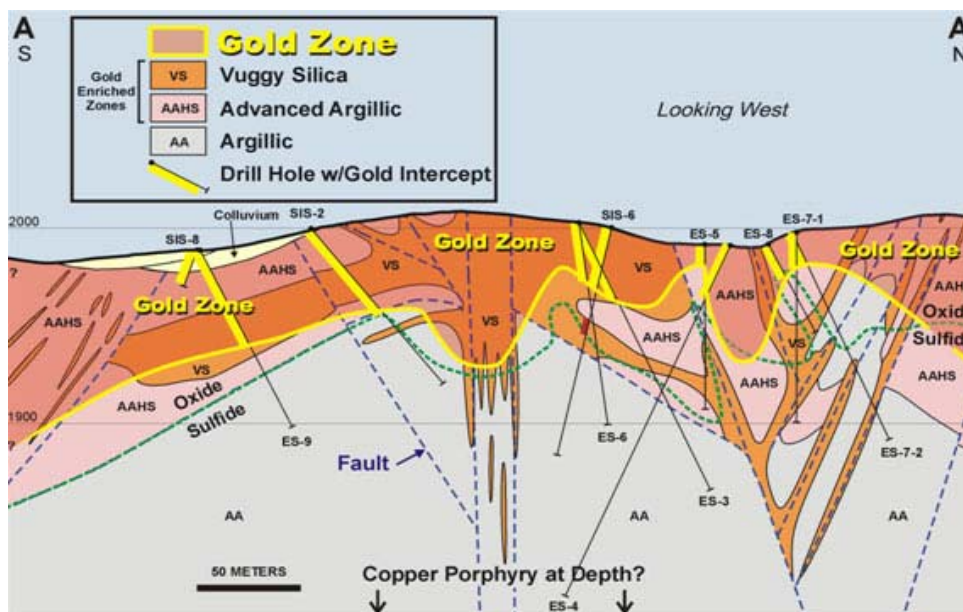 A
S
A
N
Gold Zone
Gold
Enriched
Zones
VS
Vuggy Silica
AAHS
Advanced Argillic
AA
Argillic
Drill Hole w/Gold Intercept
Looking West
2000
Colluvium
SIS-2
SIS-8
SIS-6
ES-5
ES-8
ES-7-1
?
AAHS
Gold Zone
VS
Gold Zone
VS
AAHS
Gold Zone
AAHS
Gold Zone
AAHS
VS
AAHS
VS
AAHS
Oxide
Sulfide
VS
AAHS
Oxide
Sulfide
AAHS
1900
ES-9
ES-6
ES-7-2
Fault
ES-3
AA
AA
AA
50 METERS
Copper Porphyry at Depth?
ES-4